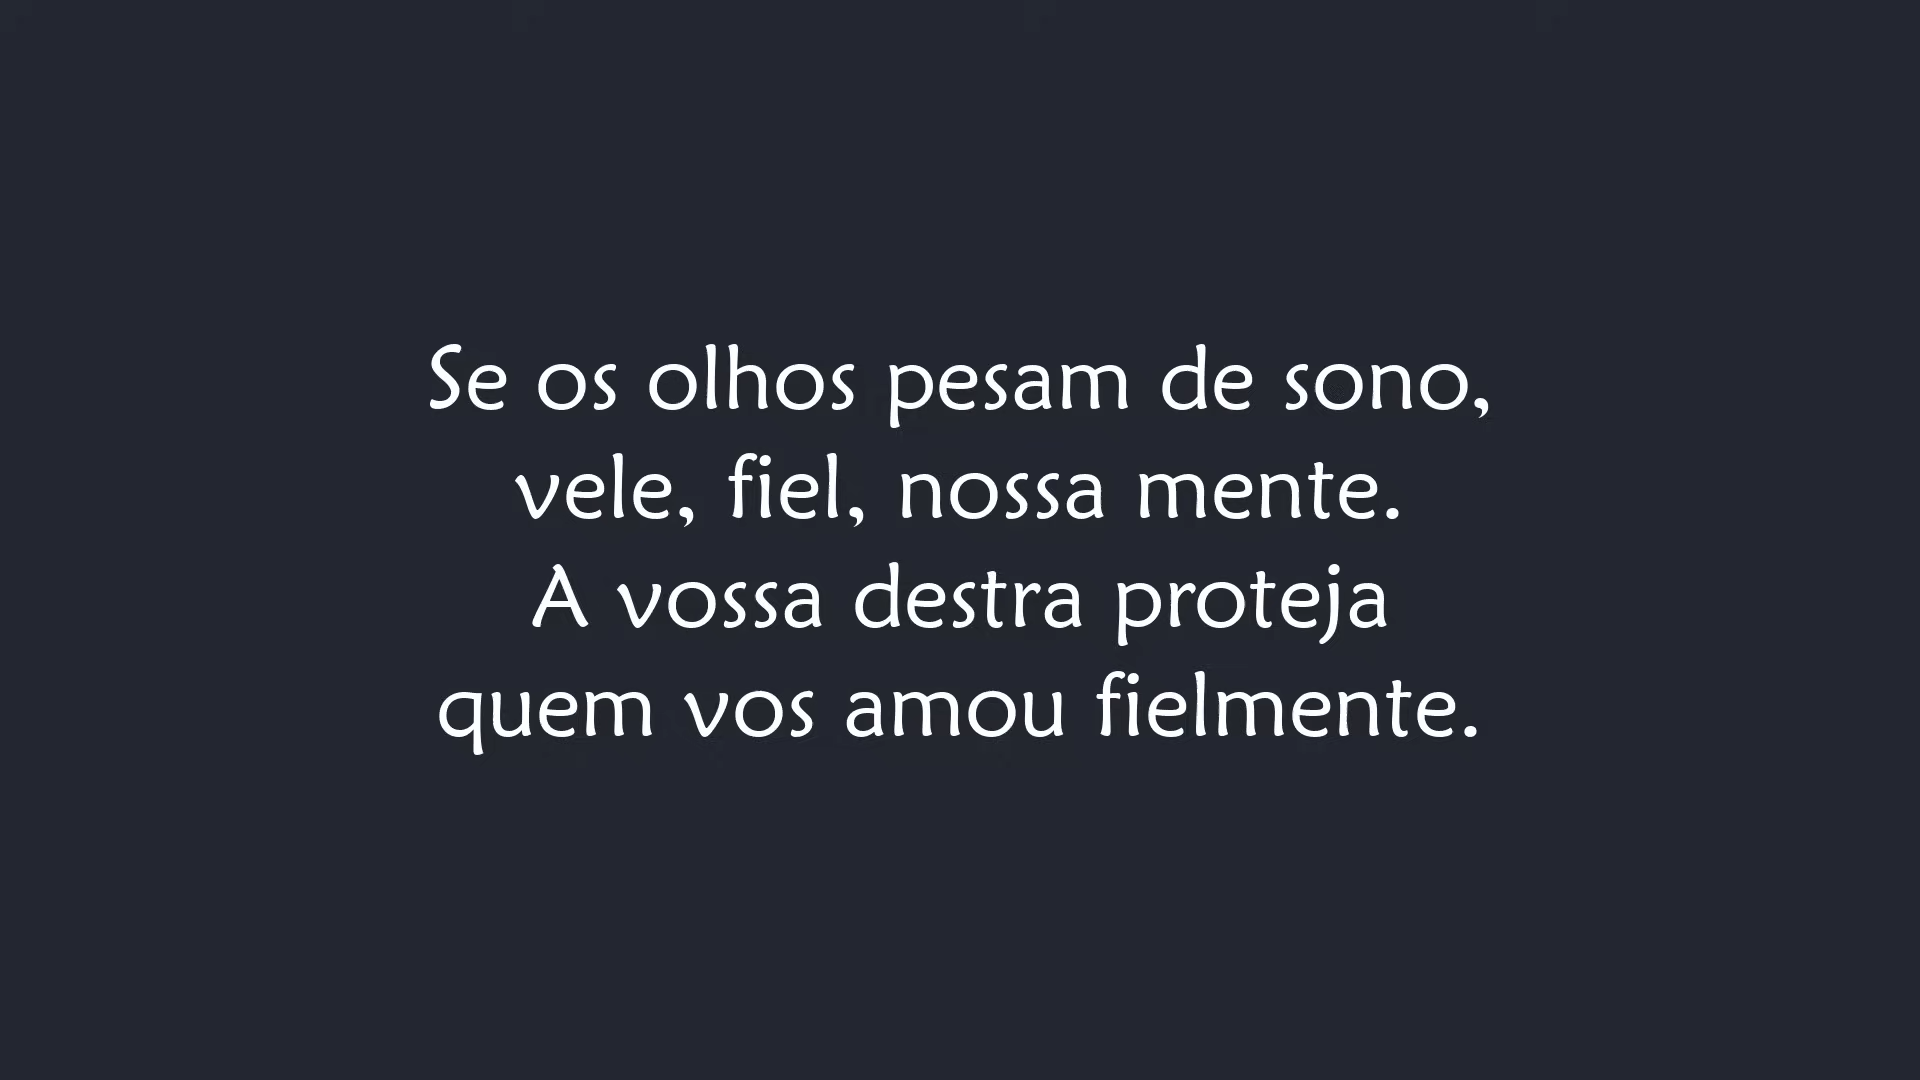 Se os olhos pesam de sono,
vele, fiel, nossa mente.
A vossa destra proteja
quem vos amou fielmente.